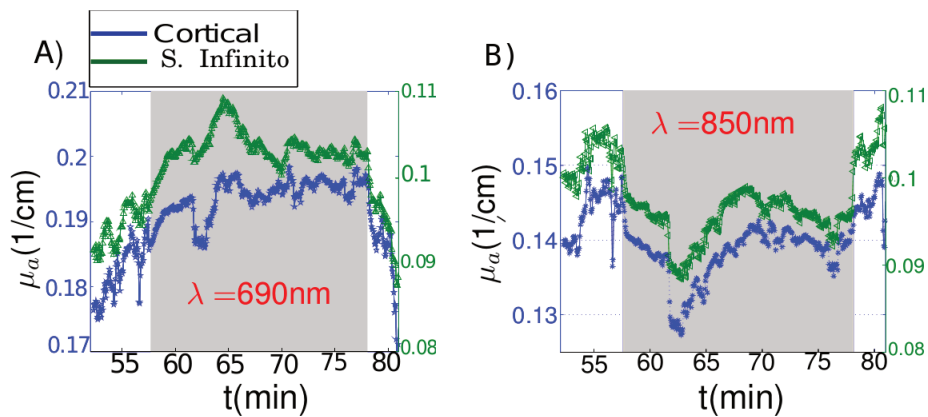 Cortical
S. Infinito
A)
0.21
0.2
0.19
0.18
0.17
μa(1/cm)
0.11
0.1
0.09
0.08
λ =690nm
55 60 65 70 75 80
t(min)
B)
0.16
0.15
0.14
0.13
μa(1/cm)
0.11
0.1
0.09
0.08
λ =850nm
55 60 65 70 75 80
t(min)